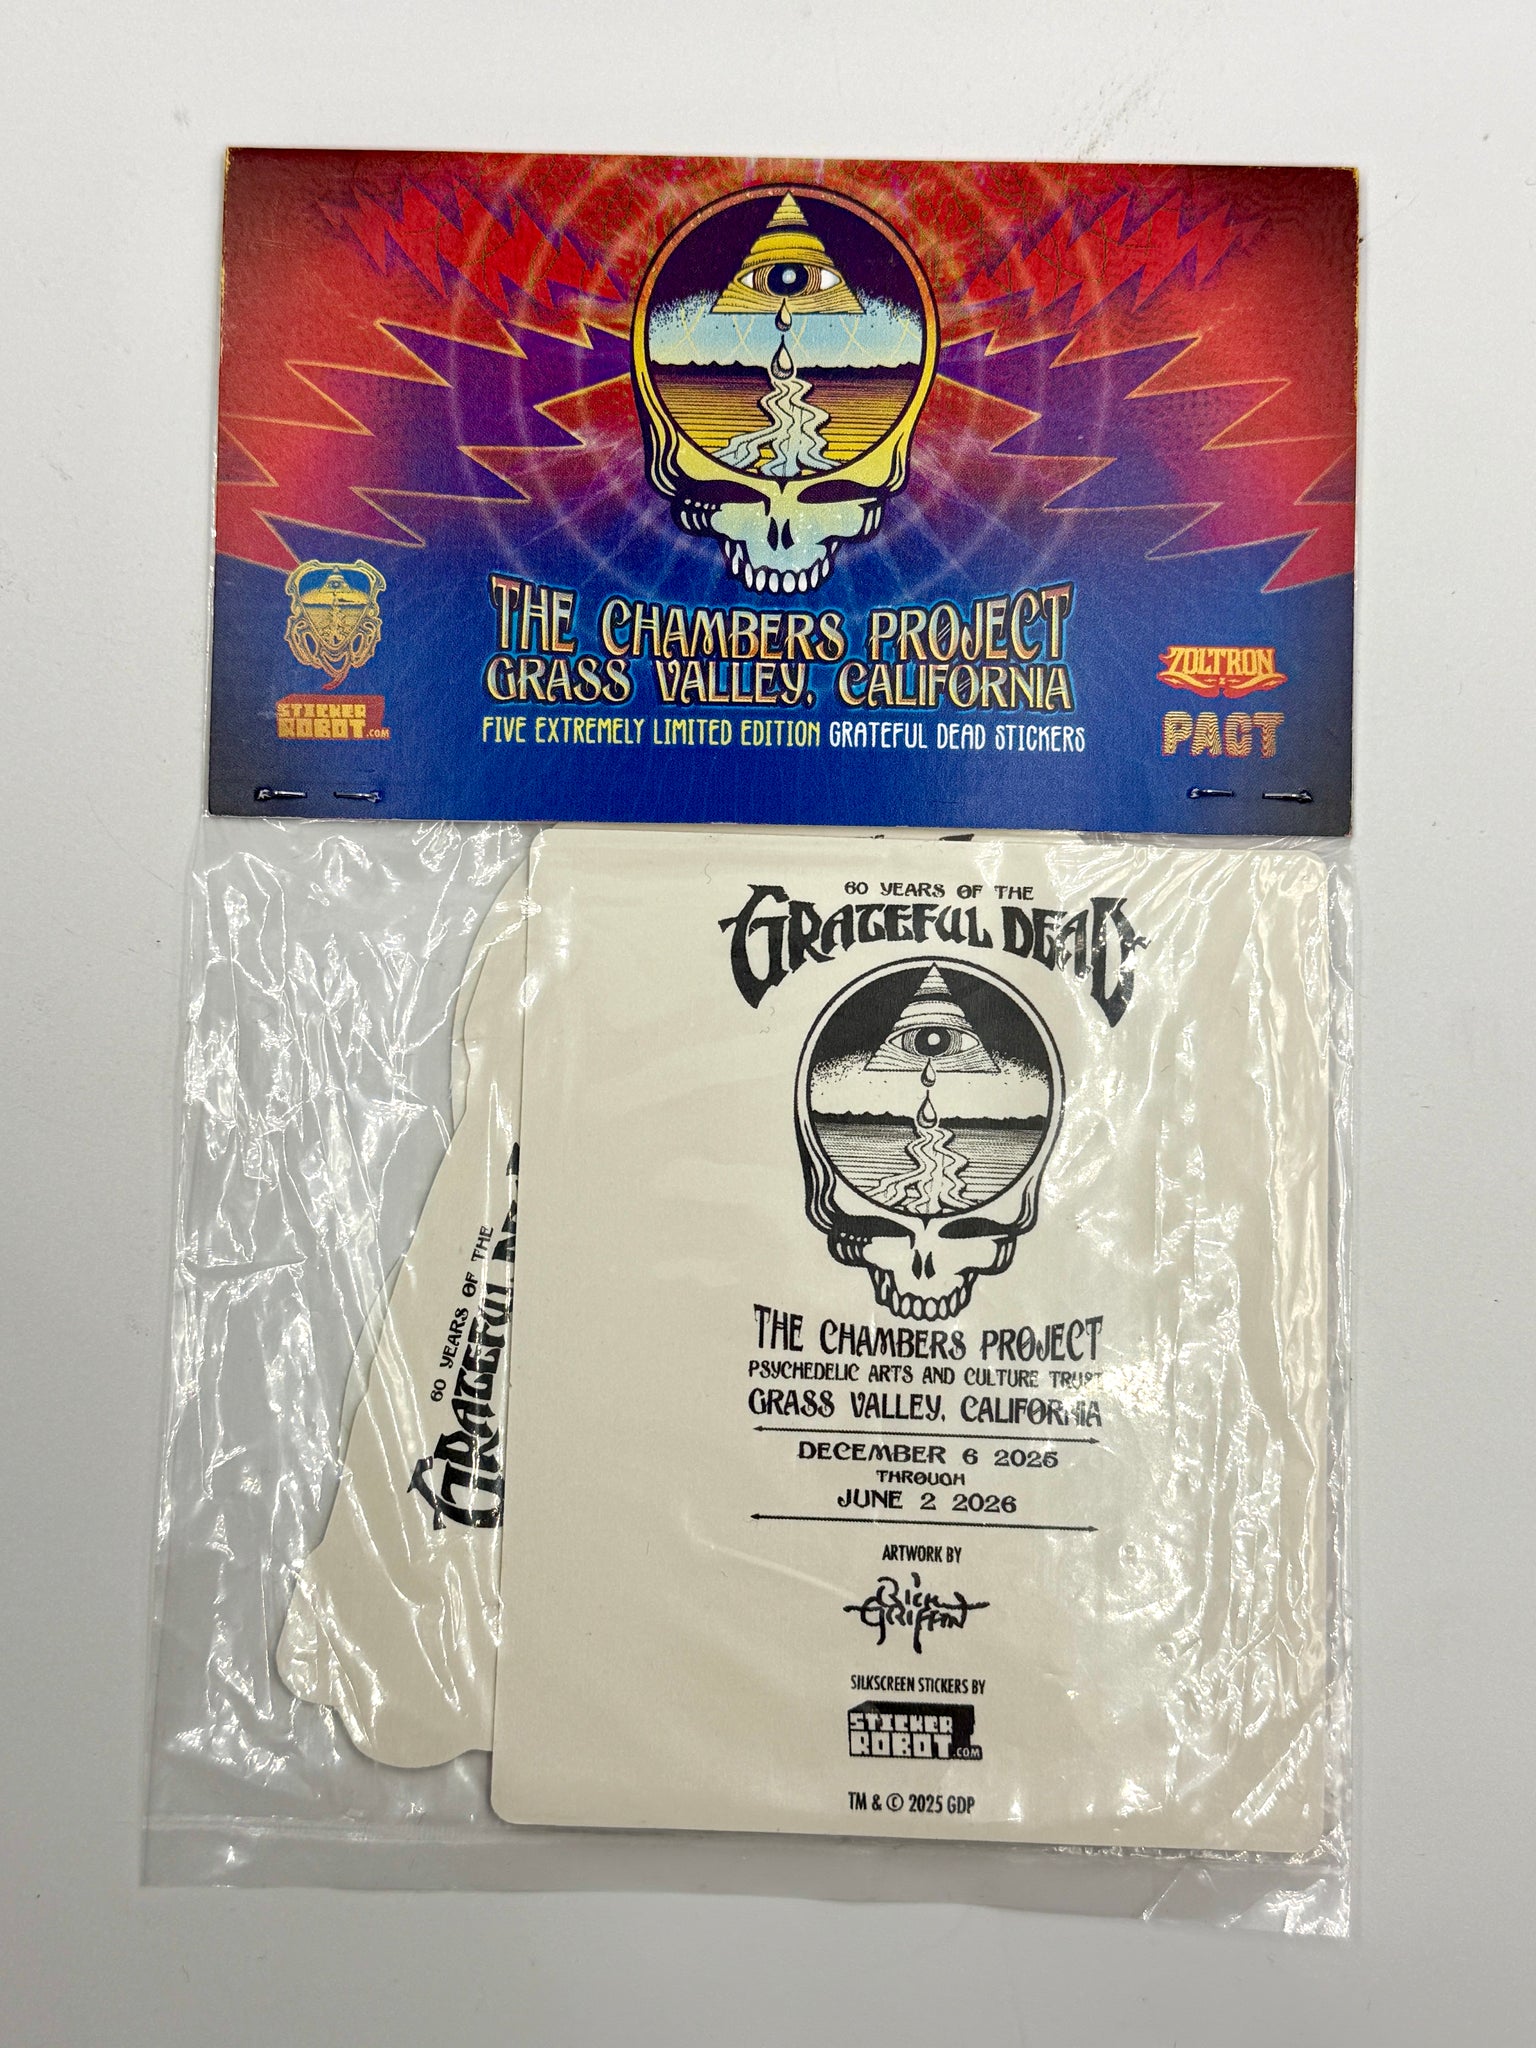 THE CHAMBERS PROJECT
GRASS VALLEY, CALIFORNIA
FIVE EXTREMELY LIMITED EDITION GRATEFUL DEAD STICKERS
STICKER
ROBOT.COM
ZOLTRON
PACT
60 YEARS OF THE
GRATEFUL DEAD
THE CHAMBERS PROJECT
PSYCHEDELIC ARTS AND CULTURE TRUST
GRASS VALLEY, CALIFORNIA
DECEMBER 6 2025
THROUGH
JUNE 2 2026
ARTWORK BY
RICK
GRIFFIN
SILKSCREEN STICKERS BY
STICKER
ROBOT.COM
TM & © 2025 GDP
60 YEARS OF THE
GRATEFUL